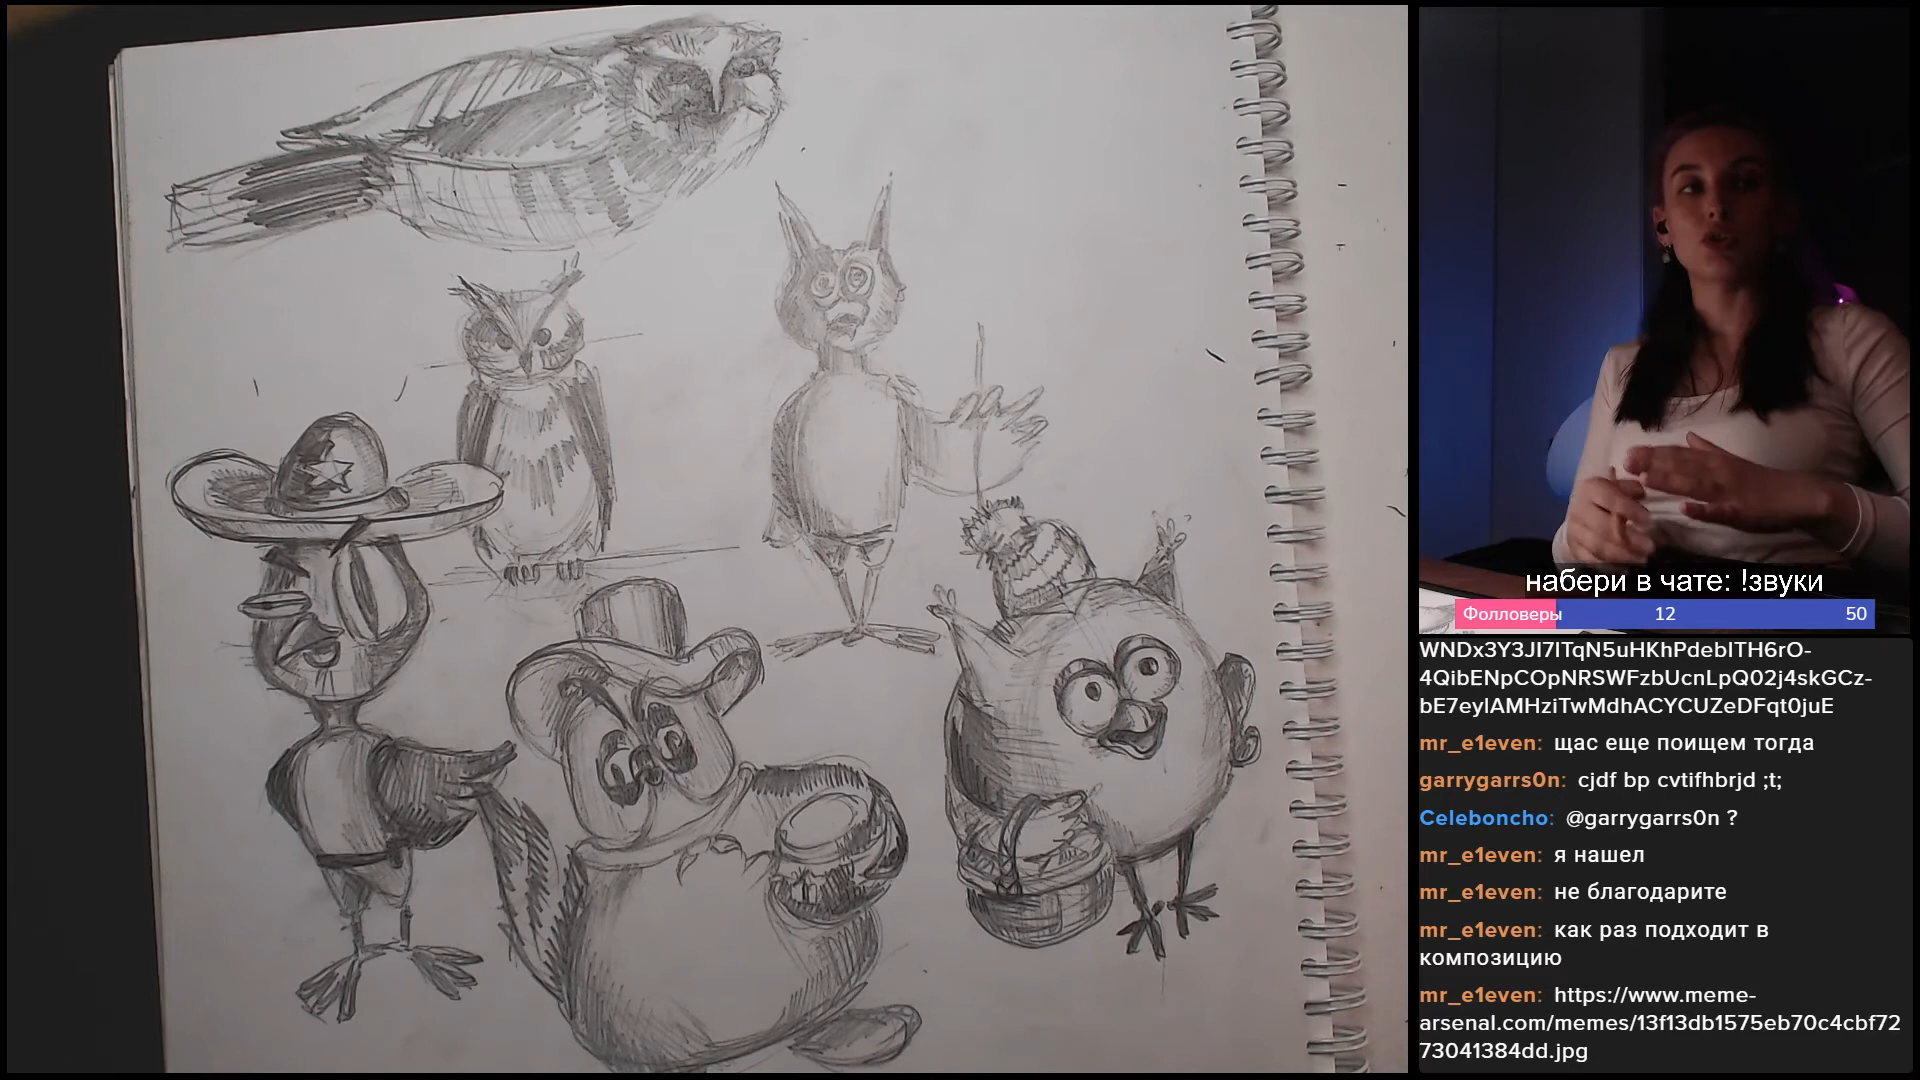 набери в чате: !звуки
Фолловеры 12 50
WNDx3Y3JI7ITqN5uHKhPdebITH6rO-
4QibENpCOpNRSWFzbUcnLpQ02j4skGCz-
bE7eylAMHziTwMdhACYCUZeDFqt0juE
mr_e1even: щас еще поищем тогда
garrygarrs0n: cjdf bp cvtifhbrjd ;t;
Celeboncho: @garrygarrs0n ?
mr_e1even: я нашел
mr_e1even: не благодарите
mr_e1even: как раз подходит в
композицию
mr_e1even: https://www.meme-
arsenal.com/memes/13f13db1575eb70c4cbf72
73041384dd.jpg